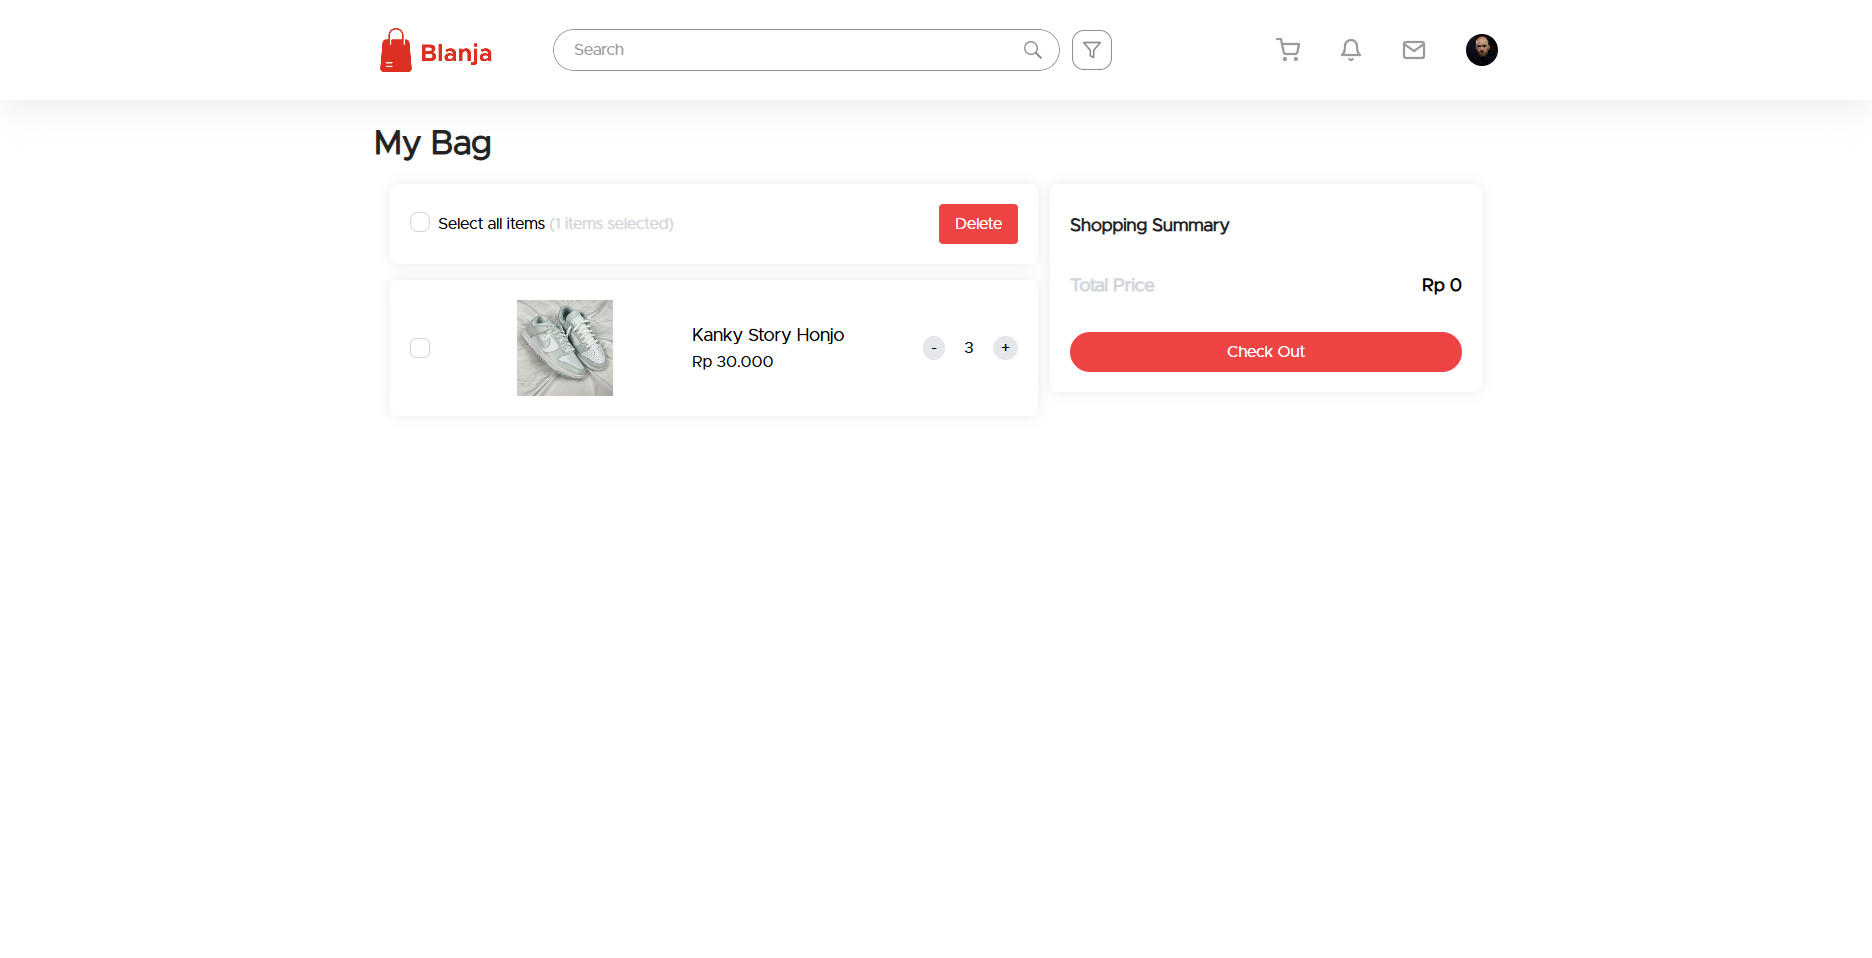 Blanja
Search
My Bag
Select all items (1 items selected)
Delete
Kanky Story Honjo
Rp 30.000
- 3 +
Shopping Summary
Total Price Rp 0
Check Out